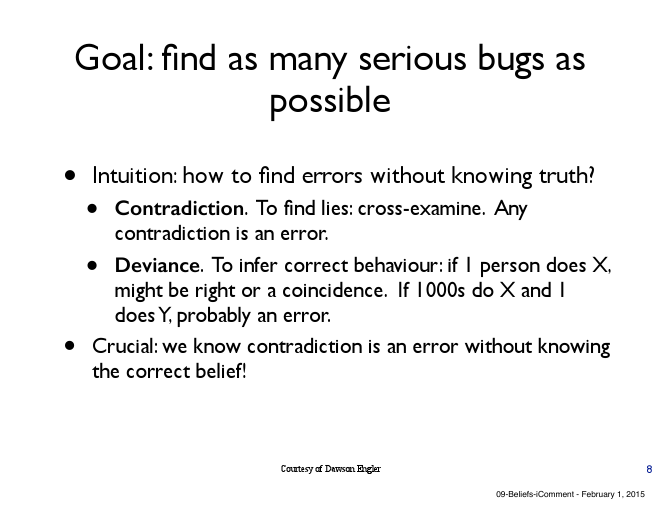 Goal: find as many serious bugs as
possible
• Intuition: how to find errors without knowing truth?
• Contradiction. To find lies: cross-examine. Any
contradiction is an error.
• Deviance. To infer correct behaviour: if 1 person does X,
might be right or a coincidence. If 1000s do X and 1
does Y, probably an error.
• Crucial: we know contradiction is an error without knowing
the correct belief!
Courtesy of Dawson Engler
8
09-Beliefs-iComment - February 1, 2015